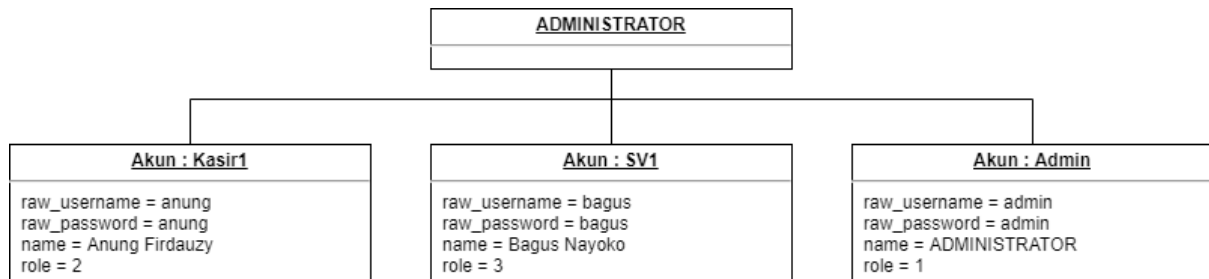 ADMINISTRATOR
Akun : Kasir1
raw_username = anung
raw_password = anung
name = Anung Firdauzy
role = 2
Akun : SV1
raw_username = bagus
raw_password = bagus
name = Bagus Nayoko
role = 3
Akun : Admin
raw_username = admin
raw_password = admin
name = ADMINISTRATOR
role = 1